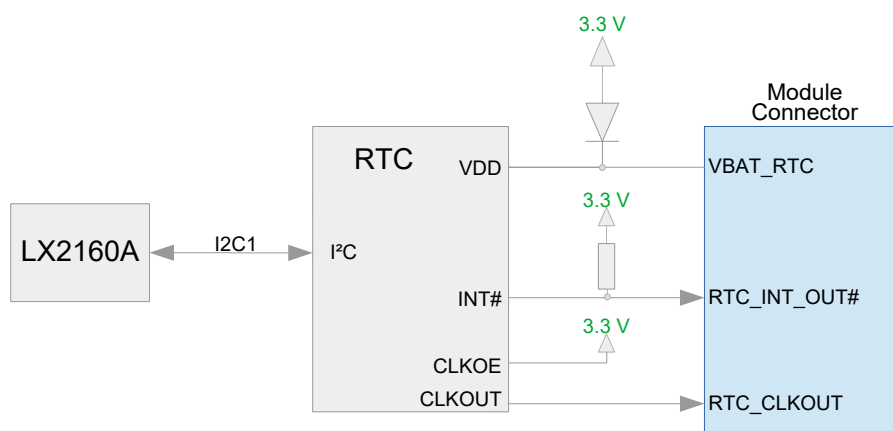 3.3 V
Module
Connector
RTC
VDD
VBAT_RTC
3.3 V
LX2160A
I2C1
I²C
INT#
RTC_INT_OUT#
3.3 V
CLKOE
CLKOUT
RTC_CLKOUT